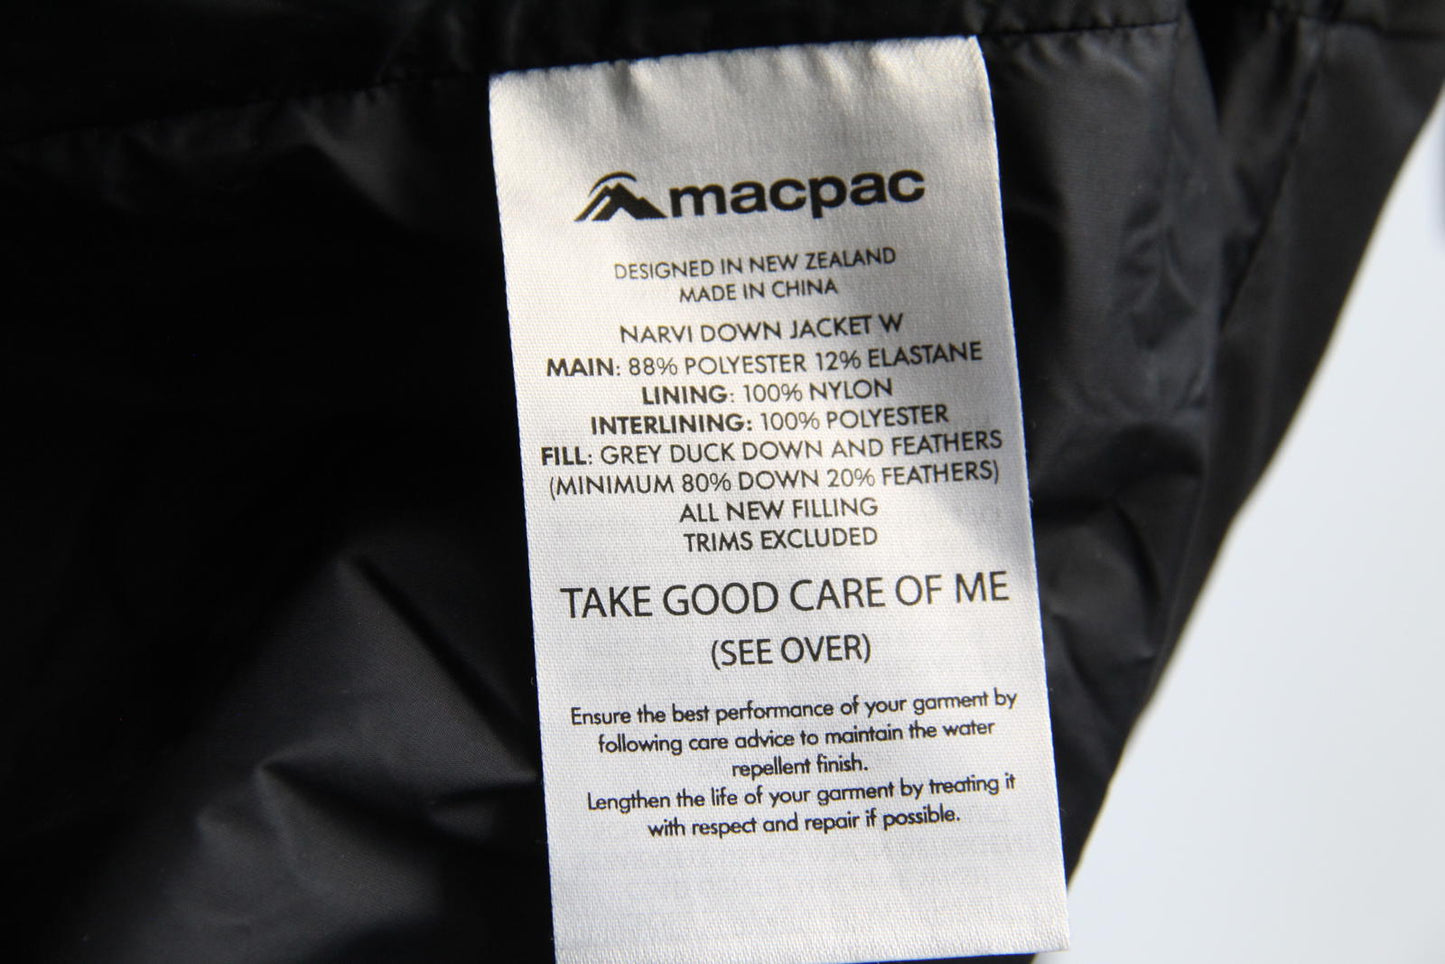 macpac
DESIGNED IN NEW ZEALAND
MADE IN CHINA
NARVI DOWN JACKET W
MAIN: 88% POLYESTER 12% ELASTANE
LINING: 100% NYLON
INTERLINING: 100% POLYESTER
FILL: GREY DUCK DOWN AND FEATHERS
(MINIMUM 80% DOWN 20% FEATHERS)
ALL NEW FILLING
TRIMS EXCLUDED
TAKE GOOD CARE OF ME
(SEE OVER)
Ensure the best performance of your garment by
following care advice to maintain the water
repellent finish.
Lengthen the life of your garment by treating it
with respect and repair if possible.